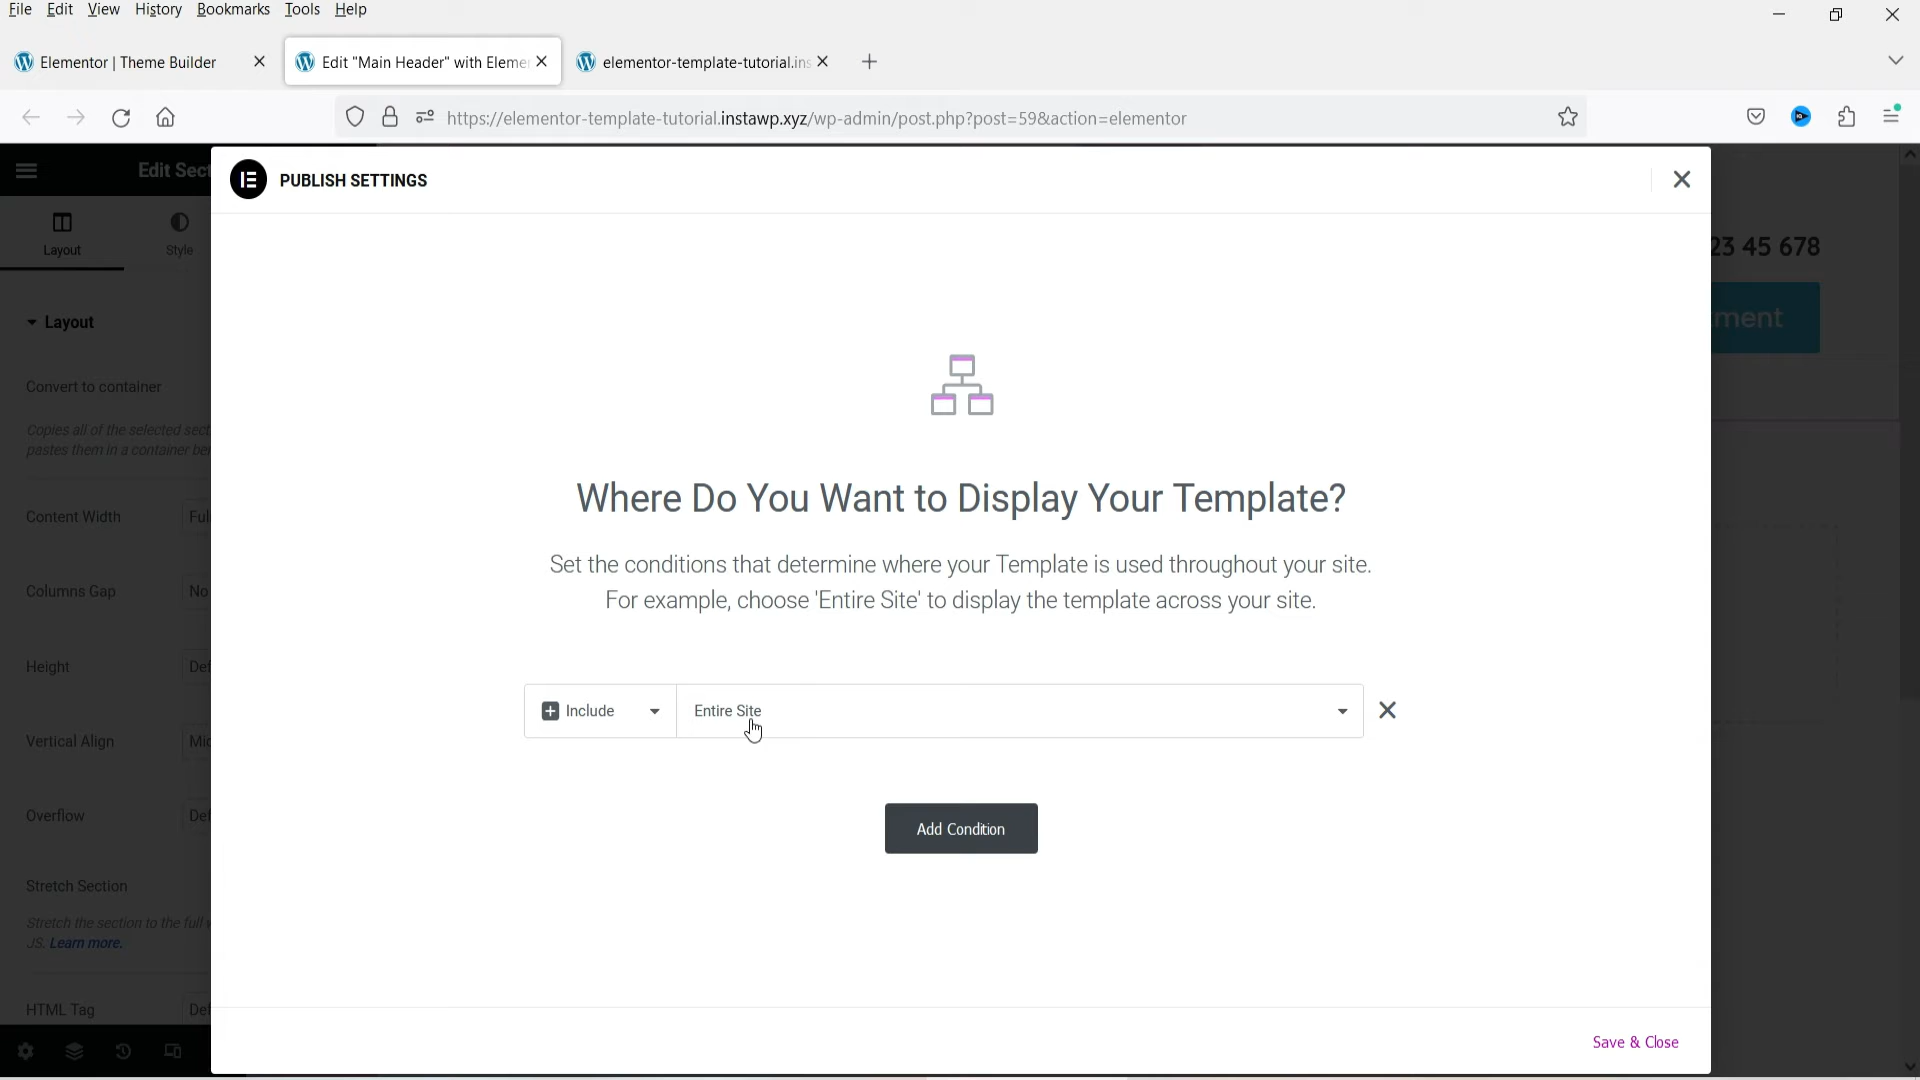 File Edit View History Bookmarks Tools Help
Elementor | Theme Builder
Edit "Main Header" with Eleme
elementor-template-tutorial.ins
https://elementor-template-tutorial.instawp.xyz/wp-admin/post.php?post=59&action=elementor
Edit Sect
PUBLISH SETTINGS
Layout
Style
23 45 678
ment
Layout
Convert to container
Copies all of the selected sect
pastes them in a container bel
Content Width
Full
Columns Gap
No
Height
Def
Vertical Align
Mid
Overflow
Def
Stretch Section
Stretch the section to the full w
JS. Learn more.
HTML Tag
Def
Where Do You Want to Display Your Template?
Set the conditions that determine where your Template is used throughout your site.
For example, choose 'Entire Site' to display the template across your site.
Include
Entire Site
Add Condition
Save & Close